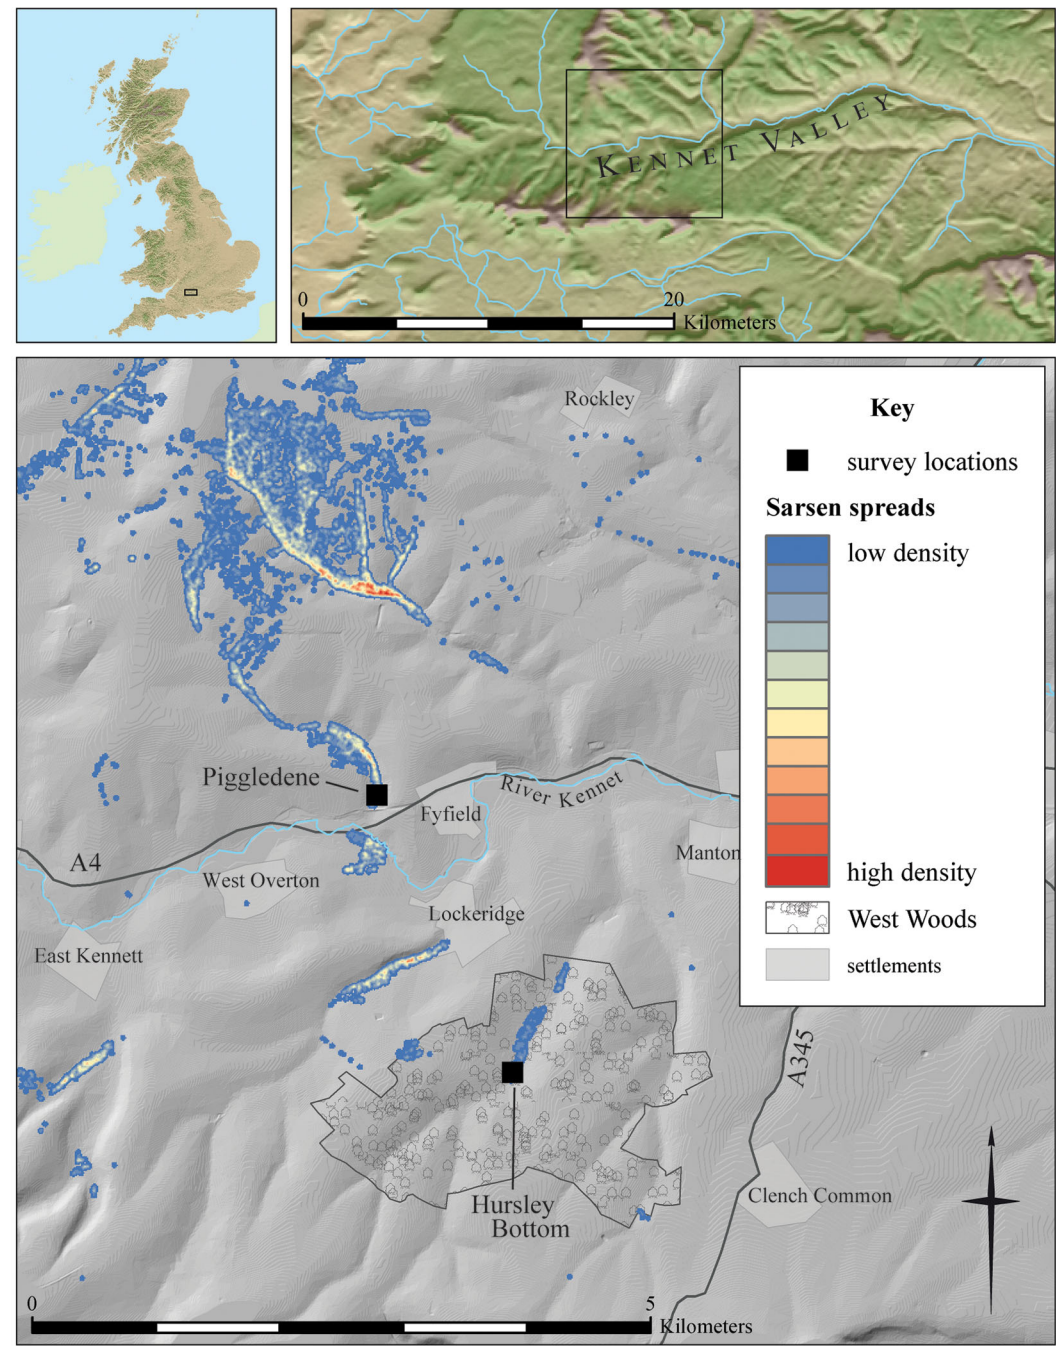 KENNET VALLEY
0 20
Kilometers
Rockley
Key
survey locations
Sarsen spreads
low density
high density
West Woods
settlements
Piggledene
River Kennet
Fyfield
A4
Manton
West Overton
Lockeridge
East Kennett
A345
Clench Common
Hursley
Bottom
0 5
Kilometers